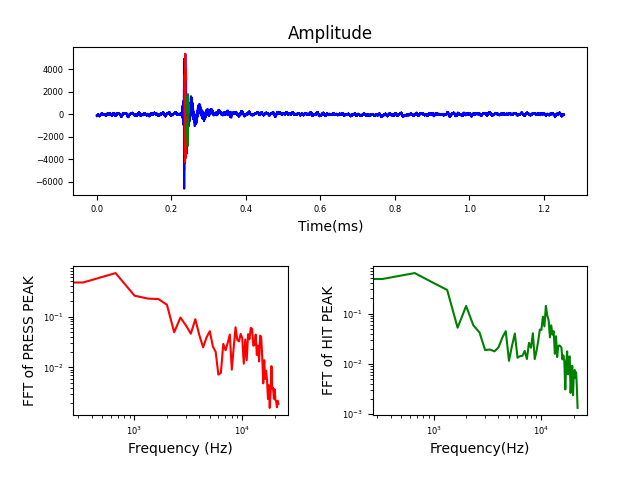 Amplitude
4000
2000
0
−2000
−4000
−6000
0.0 0.2 0.4 0.6 0.8 1.0 1.2
Time(ms)
FFT of PRESS PEAK
10⁻¹
10⁻²
10³ 10⁴
Frequency (Hz)
FFT of HIT PEAK
10⁻¹
10⁻²
10⁻³
10³ 10⁴
Frequency(Hz)